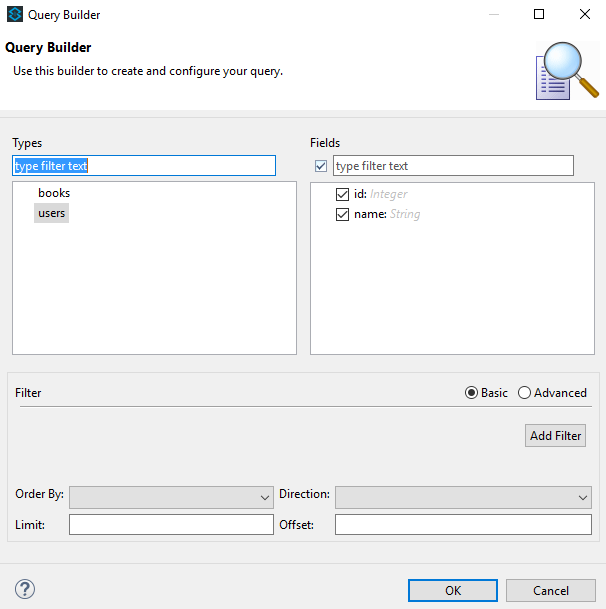 Query Builder
Query Builder
Use this builder to create and configure your query.
Types
Fields
type filter text
type filter text
books
users
id: Integer
name: String
Filter
Basic
Advanced
Add Filter
Order By:
Direction:
Limit:
Offset:
?
OK
Cancel